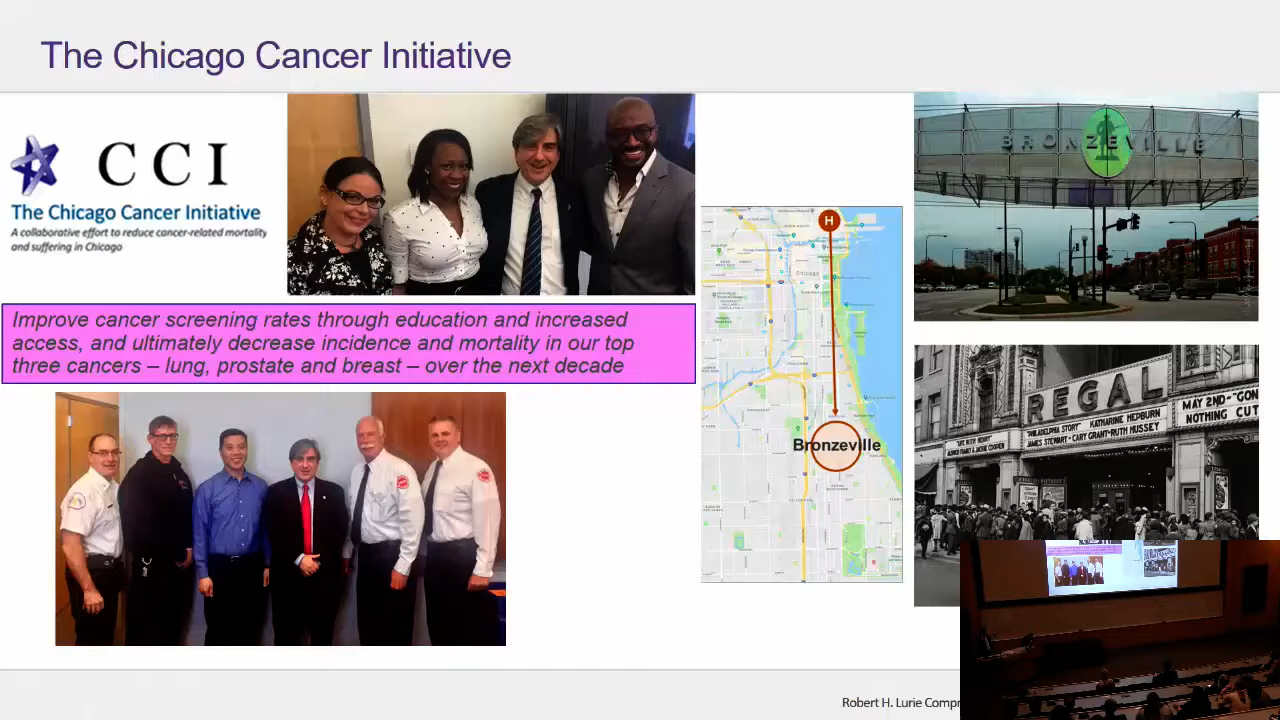 The Chicago Cancer Initiative
CCI
The Chicago Cancer Initiative
A collaborative effort to reduce cancer-related mortality
and suffering in Chicago
Improve cancer screening rates through education and increased
access, and ultimately decrease incidence and mortality in our top
three cancers – lung, prostate and breast – over the next decade
H
Chicago
Bronzeville
BRONZEVILLE
REGAL
"PHILADELPHIA STORY" KATHARINE HEPBURN
JAMES STEWART - CARY GRANT - RUTH HUSSEY
MAY 2ND - "GON
NOTHING CUT
Robert H. Lurie Compr